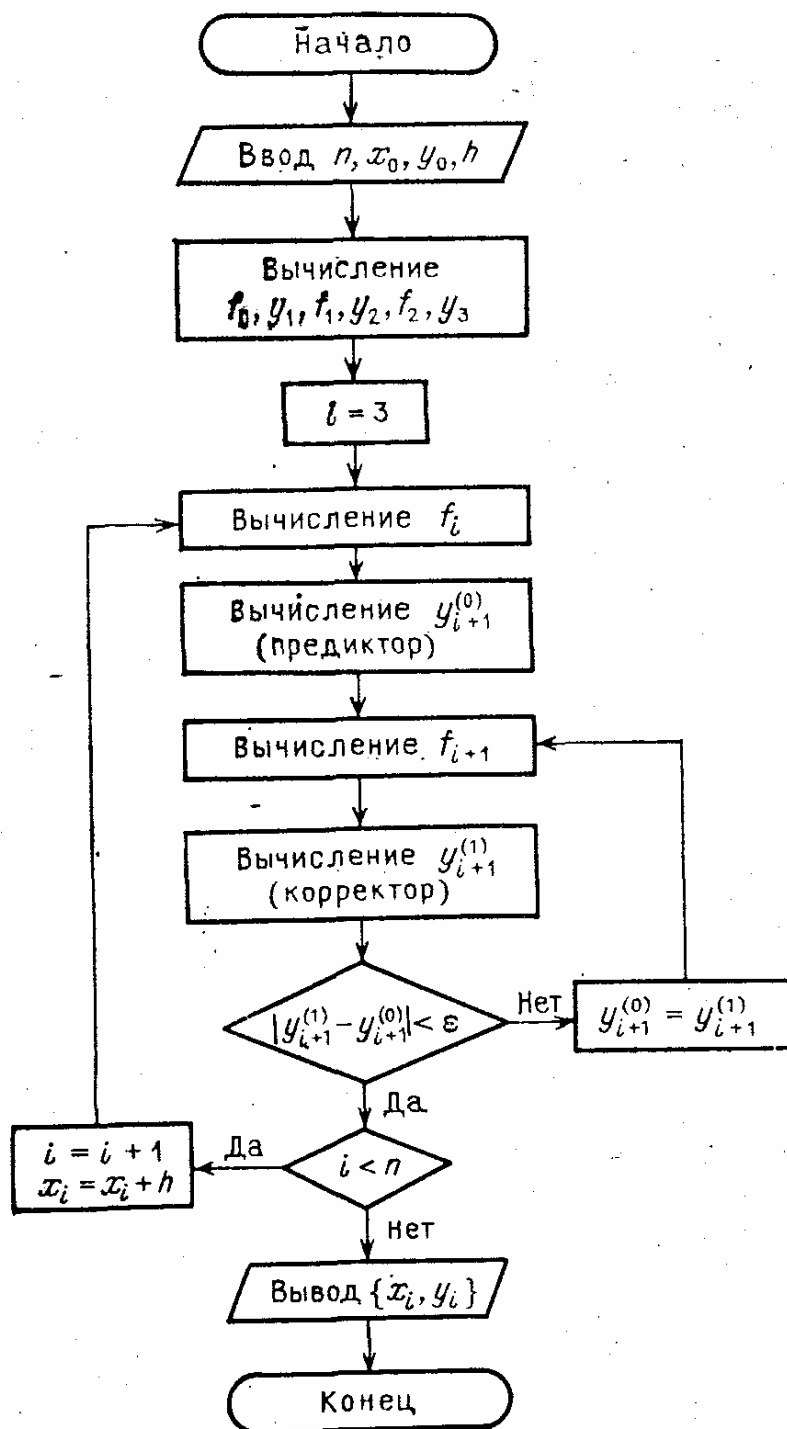 Начало
Ввод n, x₀, y₀, h
Вычисление
f₀, y₁, f₁, y₂, f₂, y₃
i = 3
Вычисление fᵢ
Вычисление y⁽⁰⁾ᵢ₊₁
(предиктор)
Вычисление fᵢ₊₁
Вычисление y⁽¹⁾ᵢ₊₁
(корректор)
|y⁽¹⁾ᵢ₊₁ − y⁽⁰⁾ᵢ₊₁| < ε
Нет
y⁽⁰⁾ᵢ₊₁ = y⁽¹⁾ᵢ₊₁
Да
i < n
Да
i = i + 1
xᵢ = xᵢ + h
Нет
Вывод {xᵢ, yᵢ}
Конец